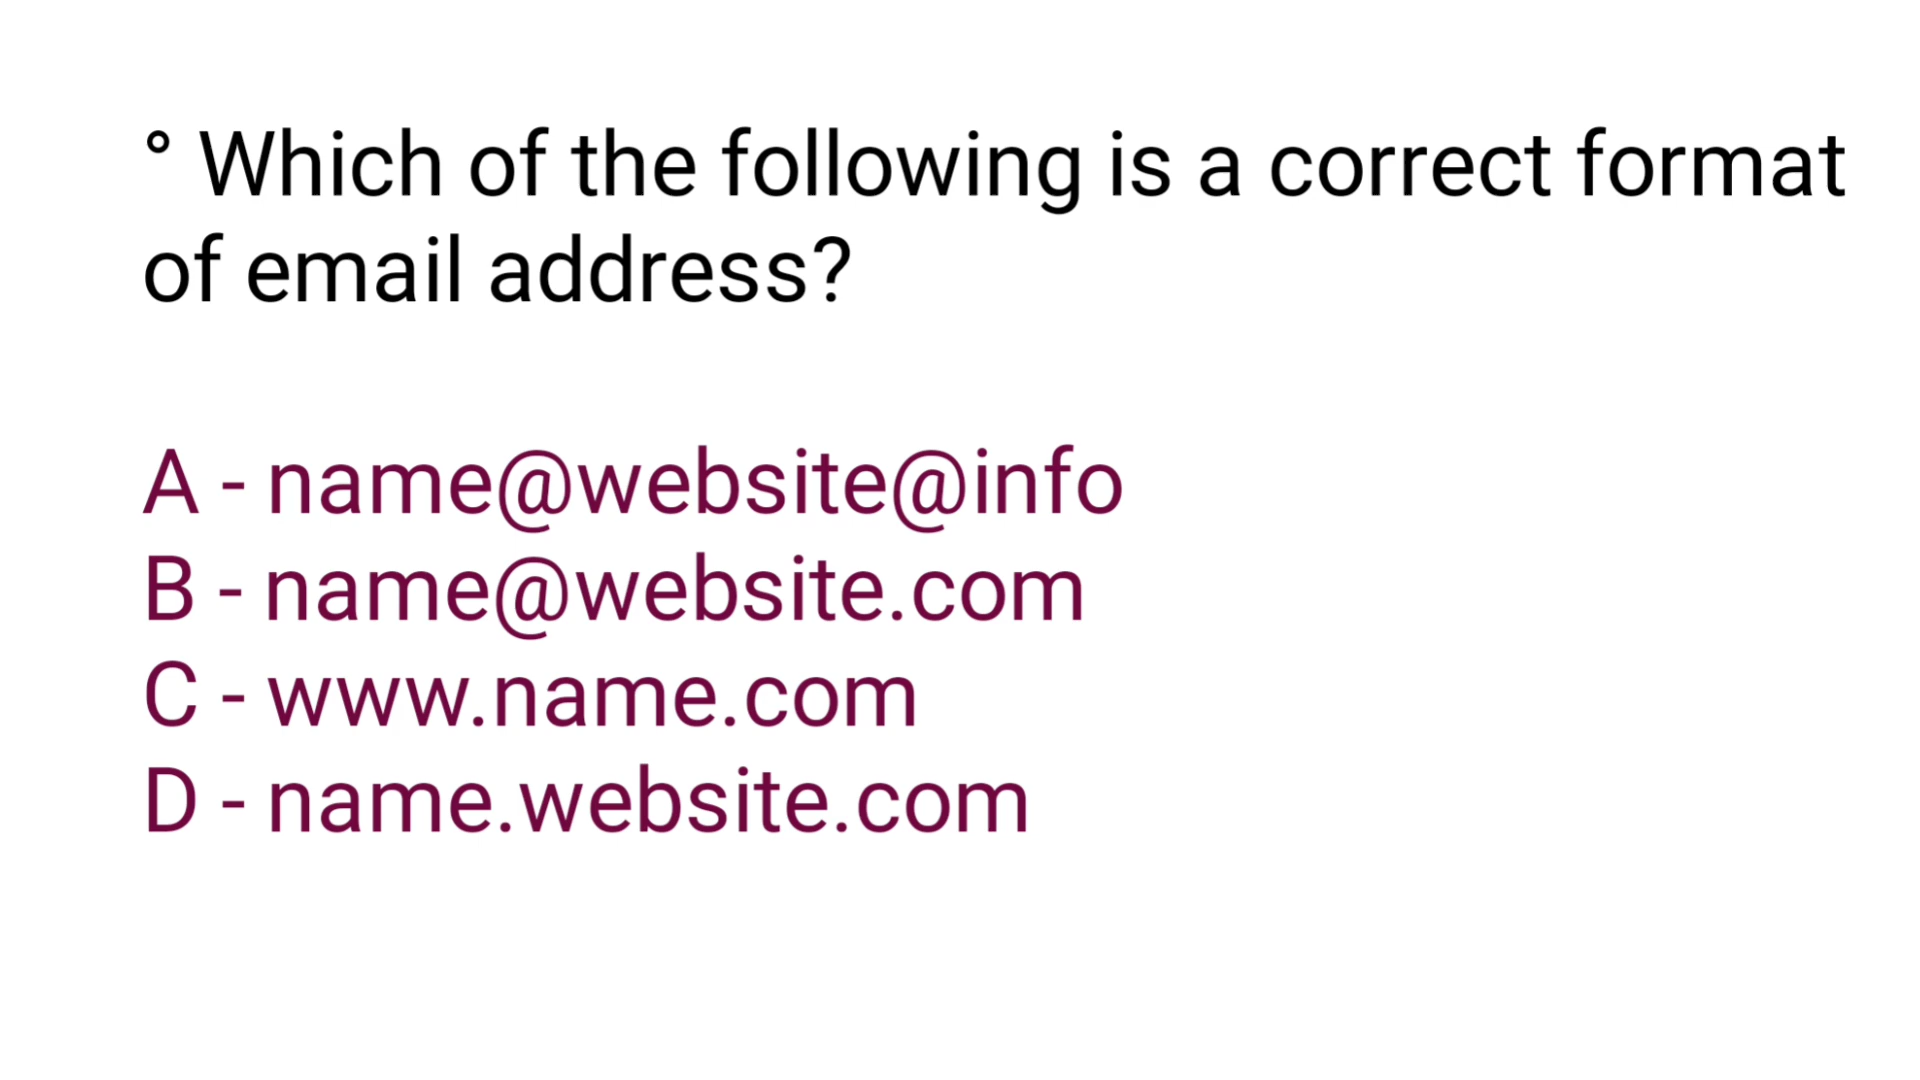 ° Which of the following is a correct format
of email address?
A - name@website@info
B - name@website.com
C - www.name.com
D - name.website.com